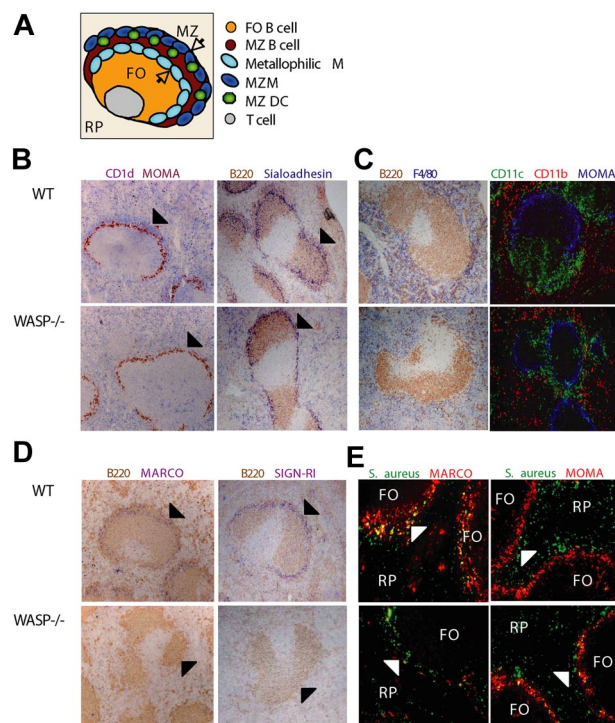 A
MZ
FO
RP
FO B cell
MZ B cell
Metallophilic M
MZM
MZ DC
T cell
B
CD1d MOMA
B220 Sialoadhesin
WT
WASP-/-
C
B220 F4/80
CD11c CD11b MOMA
D
B220 MARCO
B220 SIGN-RI
WT
WASP-/-
E
S. aureus MARCO
S. aureus MOMA
FO
RP
FO
FO
RP
FO
FO
RP
RP
FO
FO